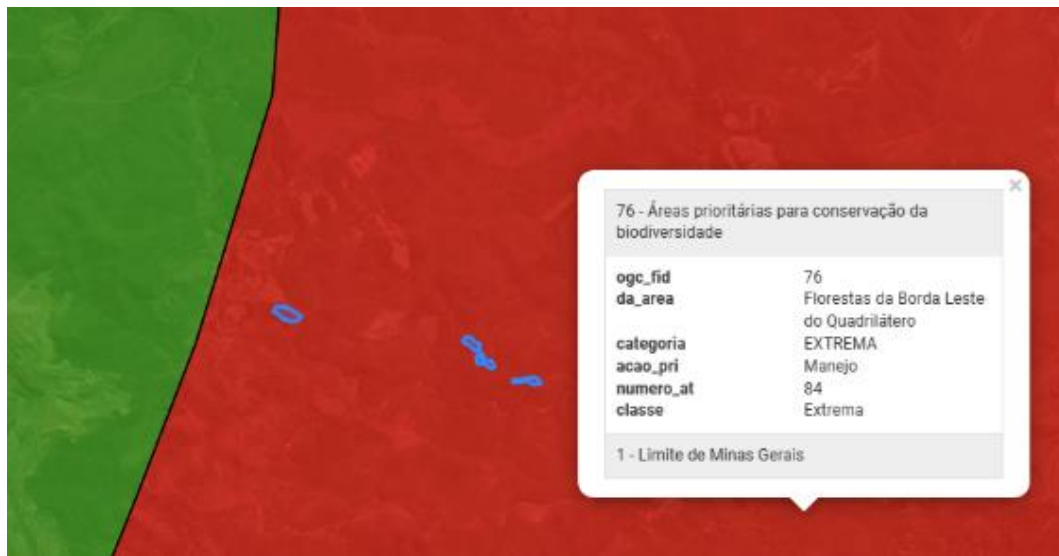 ×
76 - Áreas prioritárias para conservação da
biodiversidade
ogc_fid 76
da_area Florestas da Borda Leste
do Quadrilátero
categoria EXTREMA
acao_pri Manejo
numero_at 84
classe Extrema
1 - Limite de Minas Gerais